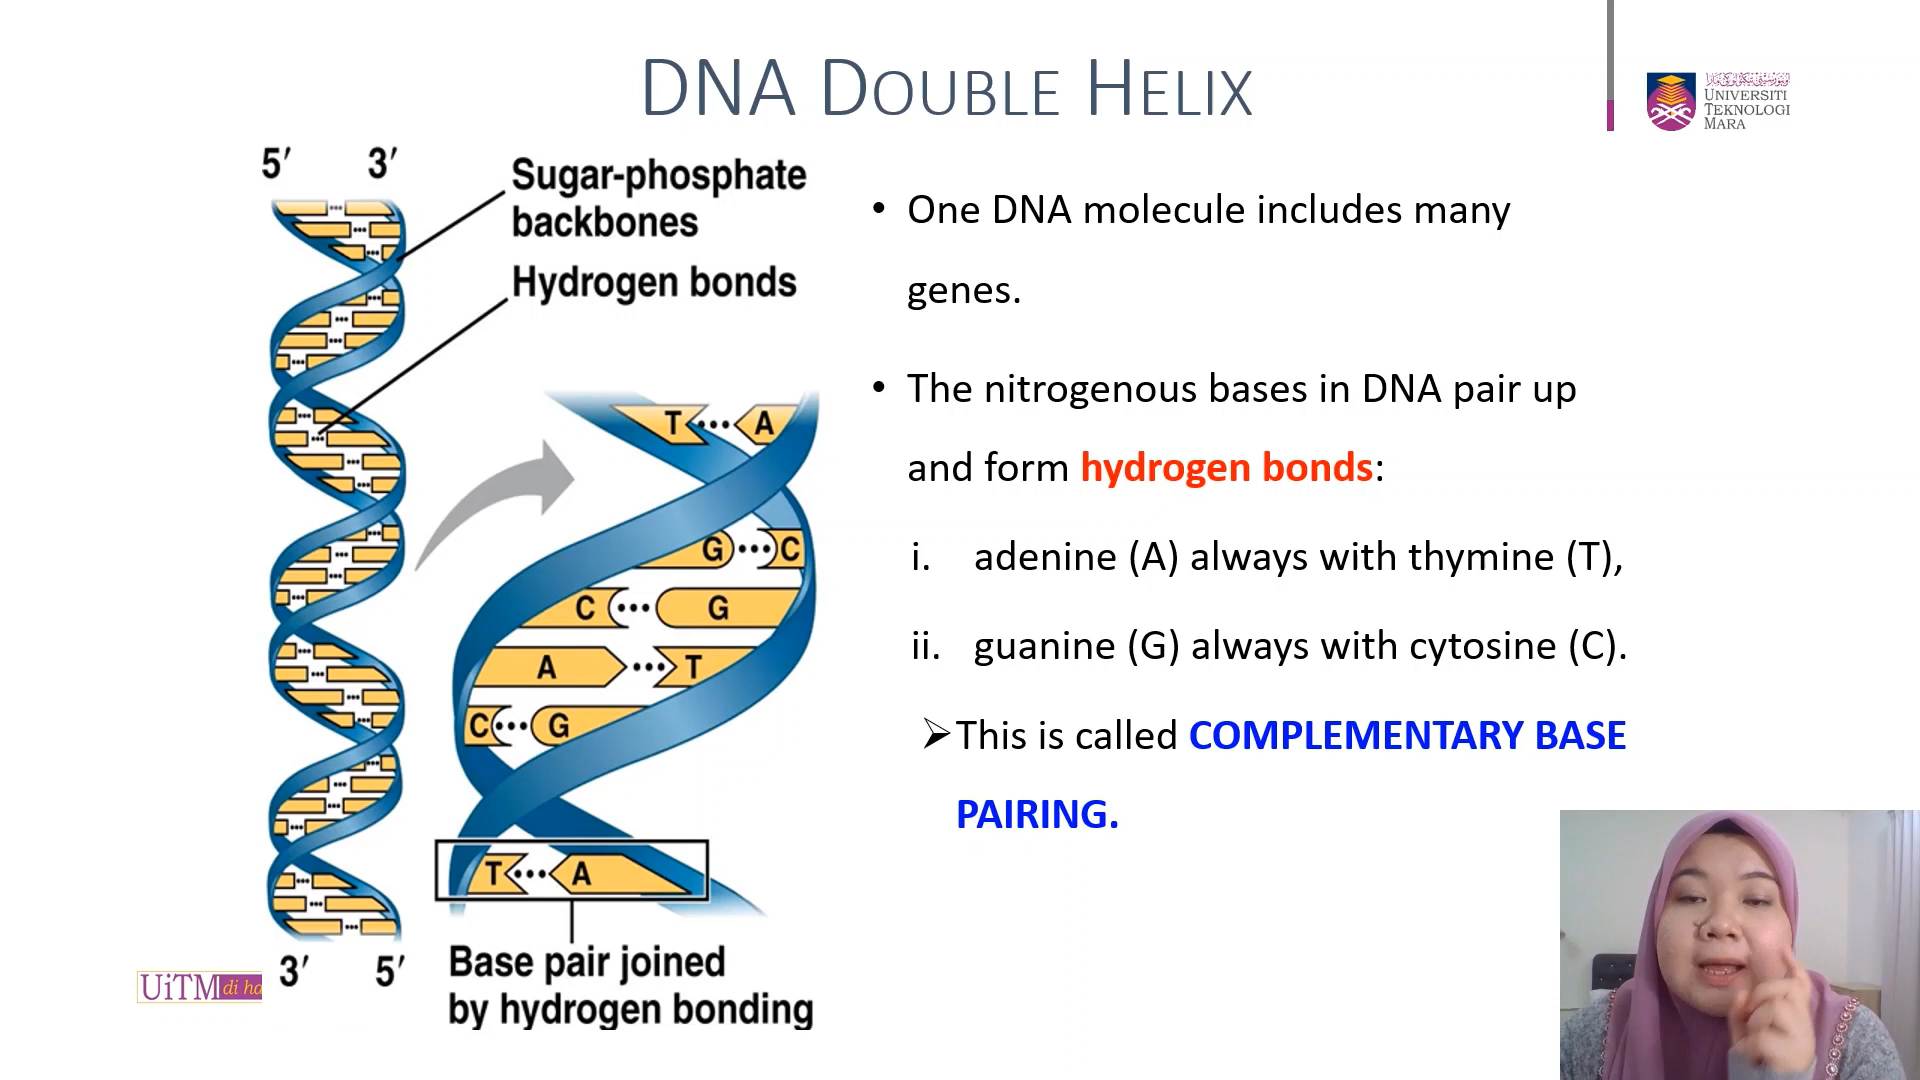 DNA DOUBLE HELIX
UNIVERSITI
TEKNOLOGI
MARA
5′ 3′
Sugar-phosphate
backbones
Hydrogen bonds
T A
G C
C G
A T
C G
T A
3′ 5′
Base pair joined
by hydrogen bonding
UiTM di ha
• One DNA molecule includes many
genes.
• The nitrogenous bases in DNA pair up
and form hydrogen bonds:
i. adenine (A) always with thymine (T),
ii. guanine (G) always with cytosine (C).
➢This is called COMPLEMENTARY BASE
PAIRING.